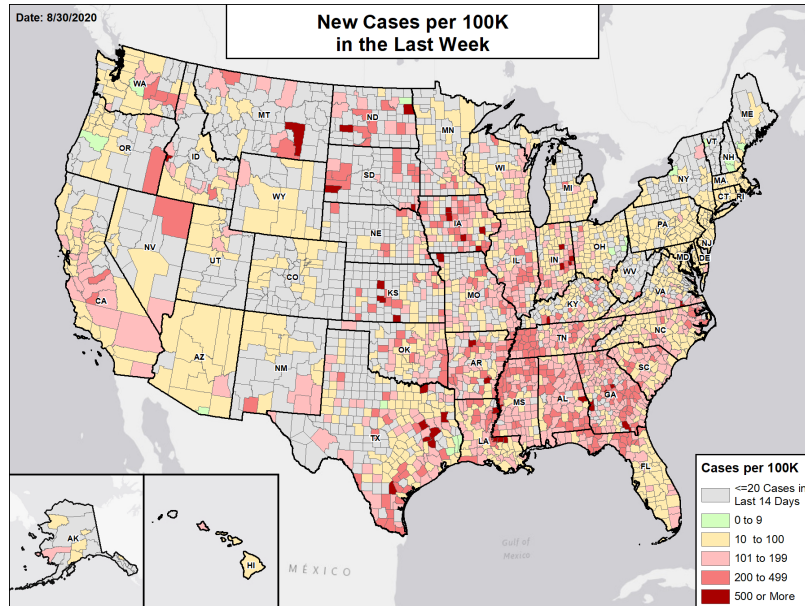 Date: 8/30/2020
New Cases per 100K
in the Last Week
WA
MT
ND
MN
ME
OR
ID
SD
WI
MI
VT
NH
NY
MA
CT
RI
WY
IA
NE
PA
NJ
NV
UT
CO
IL
IN
OH
MD
DE
WV
VA
CA
KS
MO
KY
AZ
NM
OK
AR
TN
NC
SC
MS
AL
GA
TX
LA
FL
AK
HI
MÉXICO
Gulf of
Mexico
Cases per 100K
<=20 Cases in
Last 14 Days
0 to 9
10 to 100
101 to 199
200 to 499
500 or More